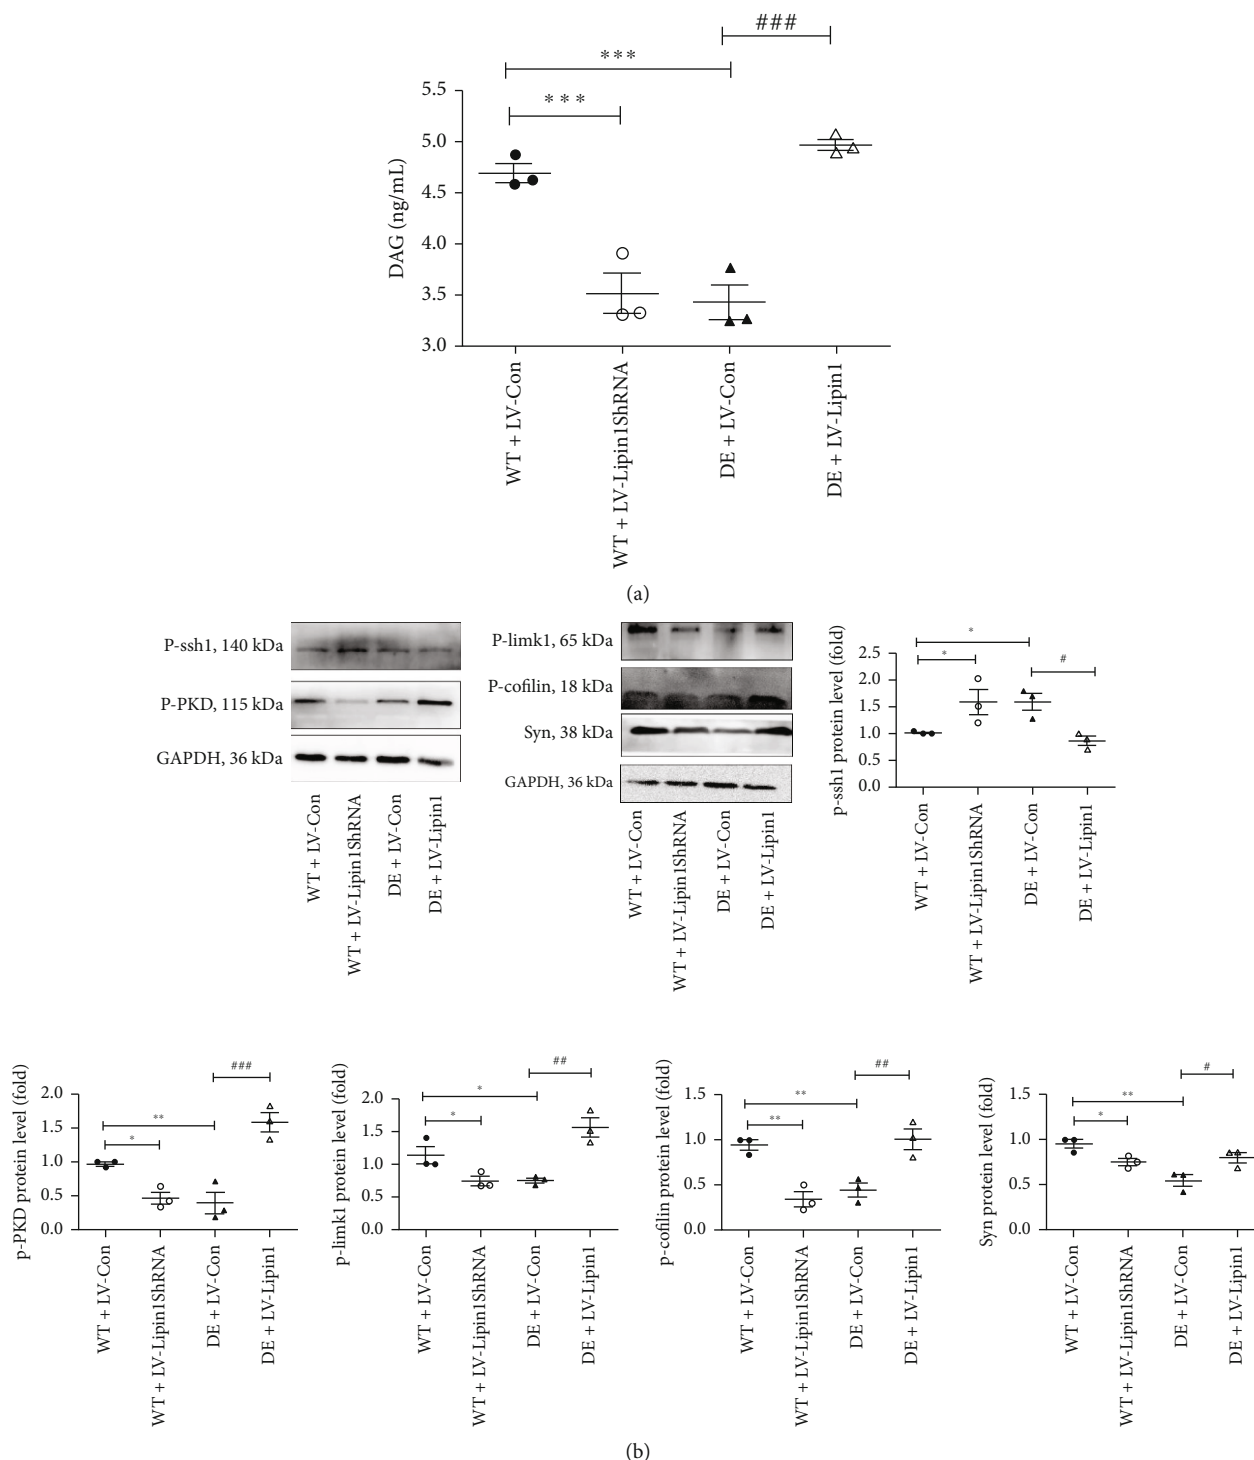 ###
***
***
5.5
5.0
4.5
4.0
3.5
3.0
DAG (ng/mL)
WT + LV-Con
WT + LV-Lipin1ShRNA
DE + LV-Con
DE + LV-Lipin1
(a)
P-ssh1, 140 kDa
P-PKD, 115 kDa
GAPDH, 36 kDa
WT + LV-Con
WT + LV-Lipin1ShRNA
DE + LV-Con
DE + LV-Lipin1
P-limk1, 65 kDa
P-cofilin, 18 kDa
Syn, 38 kDa
GAPDH, 36 kDa
WT + LV-Con
WT + LV-Lipin1ShRNA
DE + LV-Con
DE + LV-Lipin1
*
*
#
2.5
2.0
1.5
1.0
0.5
0.0
p-ssh1 protein level (fold)
WT + LV-Con
WT + LV-Lipin1ShRNA
DE + LV-Con
DE + LV-Lipin1
###
**
*
2.0
1.5
1.0
0.5
0.0
p-PKD protein level (fold)
WT + LV-Con
WT + LV-Lipin1ShRNA
DE + LV-Con
DE + LV-Lipin1
##
*
*
2.0
1.5
1.0
0.5
0.0
p-limk1 protein level (fold)
WT + LV-Con
WT + LV-Lipin1ShRNA
DE + LV-Con
DE + LV-Lipin1
##
**
**
1.5
1.0
0.5
0.0
p-cofilin protein level (fold)
WT + LV-Con
WT + LV-Lipin1ShRNA
DE + LV-Con
DE + LV-Lipin1
#
**
*
1.5
1.0
0.5
0.0
Syn protein level (fold)
WT + LV-Con
WT + LV-Lipin1ShRNA
DE + LV-Con
DE + LV-Lipin1
(b)